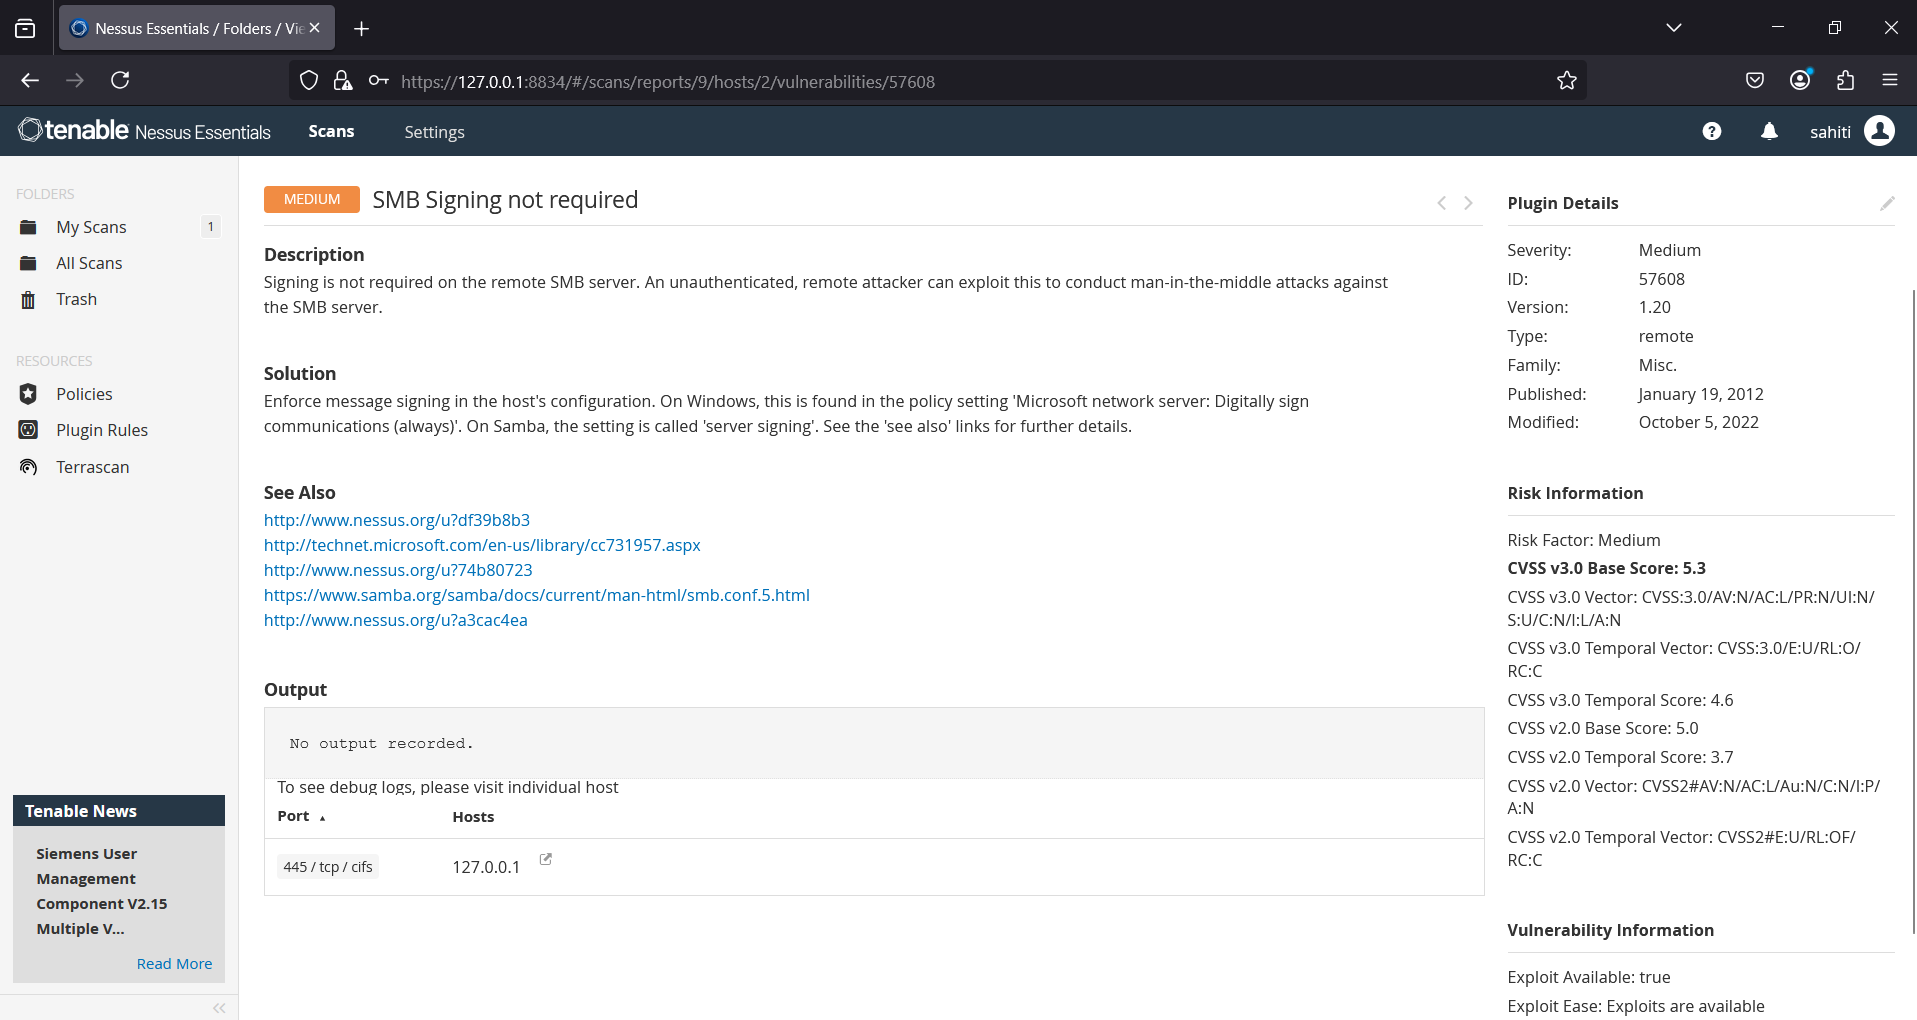 Nessus Essentials / Folders / Vie
https://127.0.0.1:8834/#/scans/reports/9/hosts/2/vulnerabilities/57608
tenable Nessus Essentials
Scans
Settings
sahiti
FOLDERS
My Scans
1
All Scans
Trash
RESOURCES
Policies
Plugin Rules
Terrascan
Tenable News
Siemens User
Management
Component V2.15
Multiple V...
Read More
MEDIUM
SMB Signing not required
Description
Signing is not required on the remote SMB server. An unauthenticated, remote attacker can exploit this to conduct man-in-the-middle attacks against
the SMB server.
Solution
Enforce message signing in the host's configuration. On Windows, this is found in the policy setting 'Microsoft network server: Digitally sign
communications (always)'. On Samba, the setting is called 'server signing'. See the 'see also' links for further details.
See Also
http://www.nessus.org/u?df39b8b3
http://technet.microsoft.com/en-us/library/cc731957.aspx
http://www.nessus.org/u?74b80723
https://www.samba.org/samba/docs/current/man-html/smb.conf.5.html
http://www.nessus.org/u?a3cac4ea
Output
No output recorded.
To see debug logs, please visit individual host
Port ▲ Hosts
445 / tcp / cifs 127.0.0.1
Plugin Details
Severity: Medium
ID: 57608
Version: 1.20
Type: remote
Family: Misc.
Published: January 19, 2012
Modified: October 5, 2022
Risk Information
Risk Factor: Medium
CVSS v3.0 Base Score: 5.3
CVSS v3.0 Vector: CVSS:3.0/AV:N/AC:L/PR:N/UI:N/
S:U/C:N/I:L/A:N
CVSS v3.0 Temporal Vector: CVSS:3.0/E:U/RL:O/
RC:C
CVSS v3.0 Temporal Score: 4.6
CVSS v2.0 Base Score: 5.0
CVSS v2.0 Temporal Score: 3.7
CVSS v2.0 Vector: CVSS2#AV:N/AC:L/Au:N/C:N/I:P/
A:N
CVSS v2.0 Temporal Vector: CVSS2#E:U/RL:OF/
RC:C
Vulnerability Information
Exploit Available: true
Exploit Ease: Exploits are available